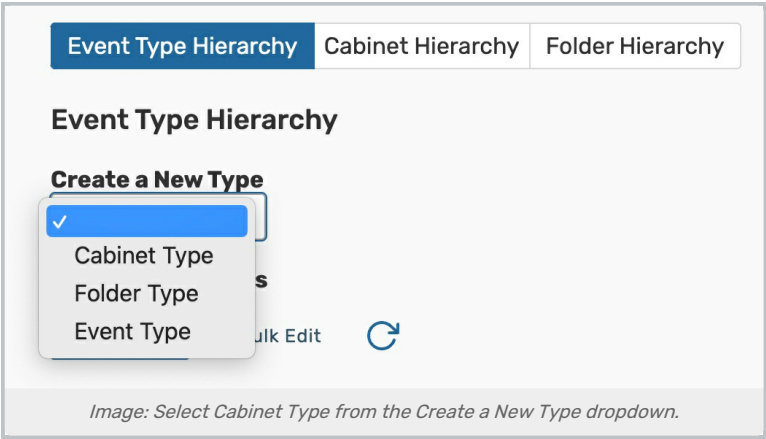 Event Type Hierarchy Cabinet Hierarchy Folder Hierarchy
Event Type Hierarchy
Create a New Type
✓
Cabinet Type
Folder Type
Event Type
Edit
Image: Select Cabinet Type from the Create a New Type dropdown.